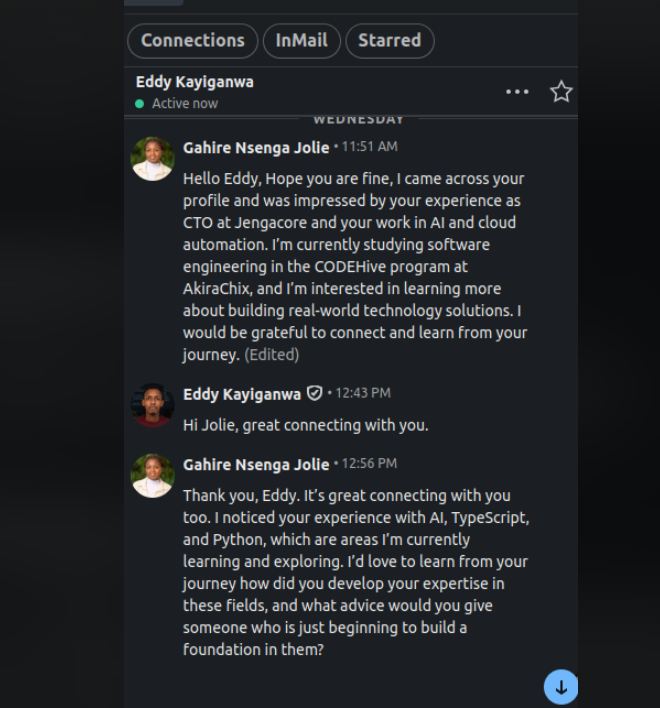 Connections InMail Starred
Eddy Kayiganwa
Active now
WEDNESDAY
Gahire Nsenga Jolie • 11:51 AM
Hello Eddy, Hope you are fine, I came across your
profile and was impressed by your experience as
CTO at Jengacore and your work in AI and cloud
automation. I’m currently studying software
engineering in the CODEHive program at
AkiraChix, and I’m interested in learning more
about building real-world technology solutions. I
would be grateful to connect and learn from your
journey. (Edited)
Eddy Kayiganwa • 12:43 PM
Hi Jolie, great connecting with you.
Gahire Nsenga Jolie • 12:56 PM
Thank you, Eddy. It’s great connecting with you
too. I noticed your experience with AI, TypeScript,
and Python, which are areas I’m currently
learning and exploring. I’d love to learn from your
journey how did you develop your expertise in
these fields, and what advice would you give
someone who is just beginning to build a
foundation in them?